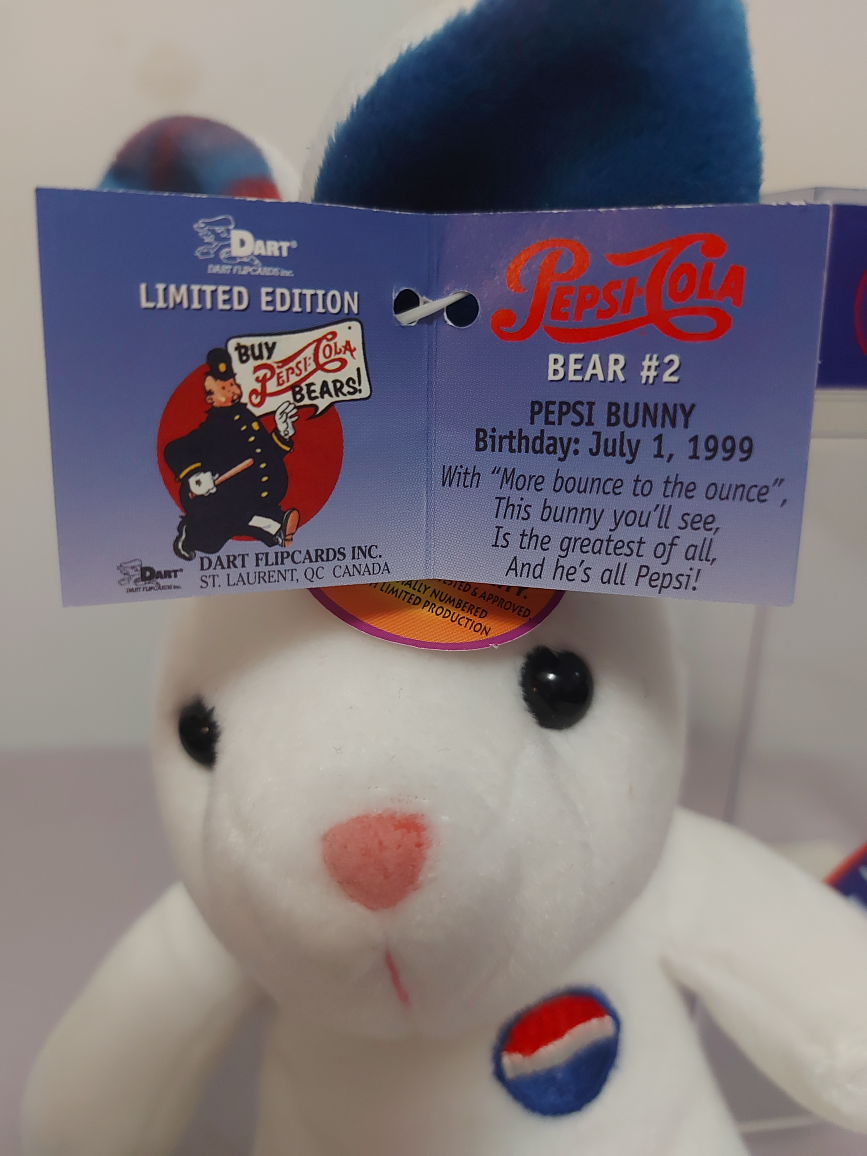 DART®
DART FLIPCARDS inc.
LIMITED EDITION
BUY
PEPSI-COLA
BEARS!
DART®
DART FLIPCARDS inc.
DART FLIPCARDS INC.
ST. LAURENT, QC CANADA
PEPSI-COLA
BEAR #2
PEPSI BUNNY
Birthday: July 1, 1999
With “More bounce to the ounce”,
This bunny you’ll see,
Is the greatest of all,
And he’s all Pepsi!
& APPROVED
NUMBERED
LIMITED PRODUCTION